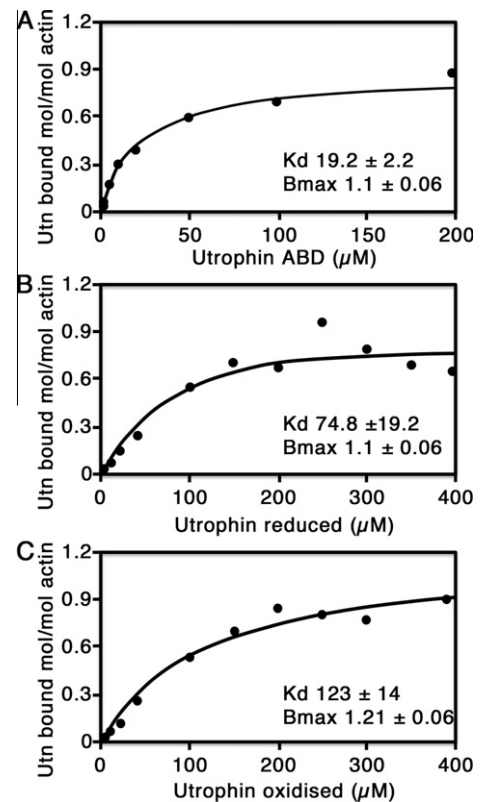 A
1.2
0.9
0.6
0.3
0
Utn bound mol/mol actin
Kd 19.2 ± 2.2
Bmax 1.1 ± 0.06
0 50 100 150 200
Utrophin ABD (µM)
B
1.2
0.9
0.6
0.3
0
Utn bound mol/mol actin
Kd 74.8 ±19.2
Bmax 1.1 ± 0.06
0 100 200 300 400
Utrophin reduced (µM)
C
1.2
0.9
0.6
0.3
0
Utn bound mol/mol actin
Kd 123 ± 14
Bmax 1.21 ± 0.06
0 100 200 300 400
Utrophin oxidised (µM)